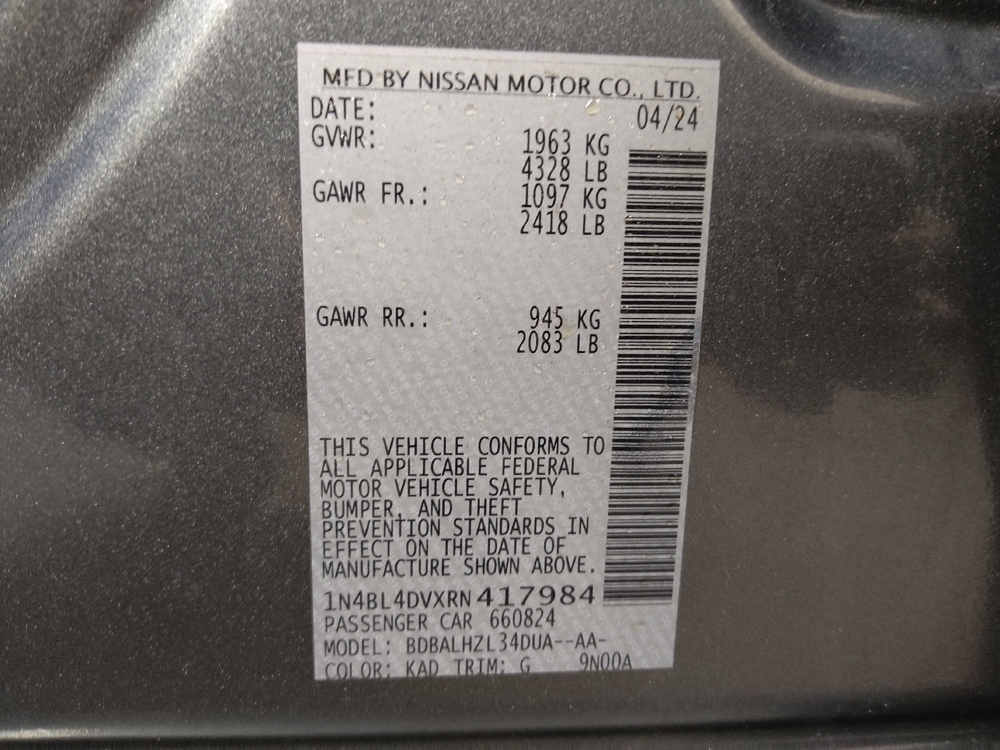 MFD BY NISSAN MOTOR CO., LTD.
DATE: 04/24
GVWR: 1963 KG
4328 LB
GAWR FR.: 1097 KG
2418 LB
GAWR RR.: 945 KG
2083 LB
THIS VEHICLE CONFORMS TO
ALL APPLICABLE FEDERAL
MOTOR VEHICLE SAFETY,
BUMPER, AND THEFT
PREVENTION STANDARDS IN
EFFECT ON THE DATE OF
MANUFACTURE SHOWN ABOVE.
1N4BL4DVXRN417984
PASSENGER CAR 660824
MODEL: BDBALHZL34DUA--AA-
COLOR: KAD TRIM: G 9N00A